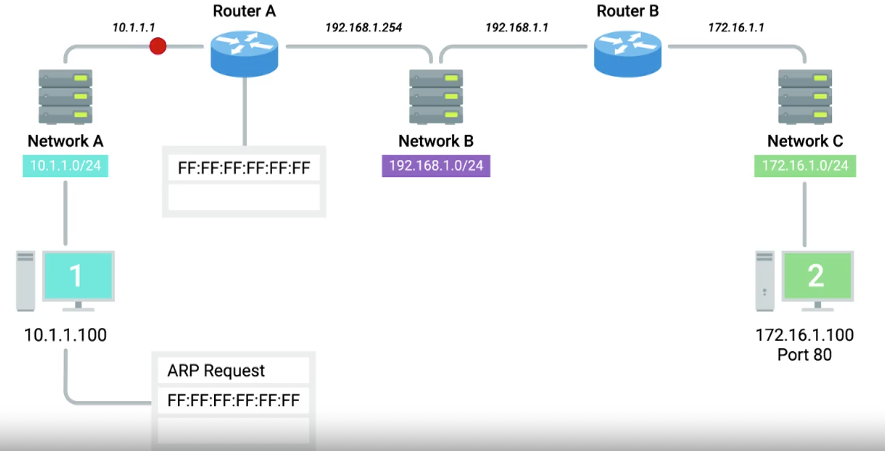 Router A
Router B
10.1.1.1
192.168.1.254
192.168.1.1
172.16.1.1
Network A
10.1.1.0/24
Network B
192.168.1.0/24
Network C
172.16.1.0/24
FF:FF:FF:FF:FF:FF
1
2
10.1.1.100
172.16.1.100
Port 80
ARP Request
FF:FF:FF:FF:FF:FF